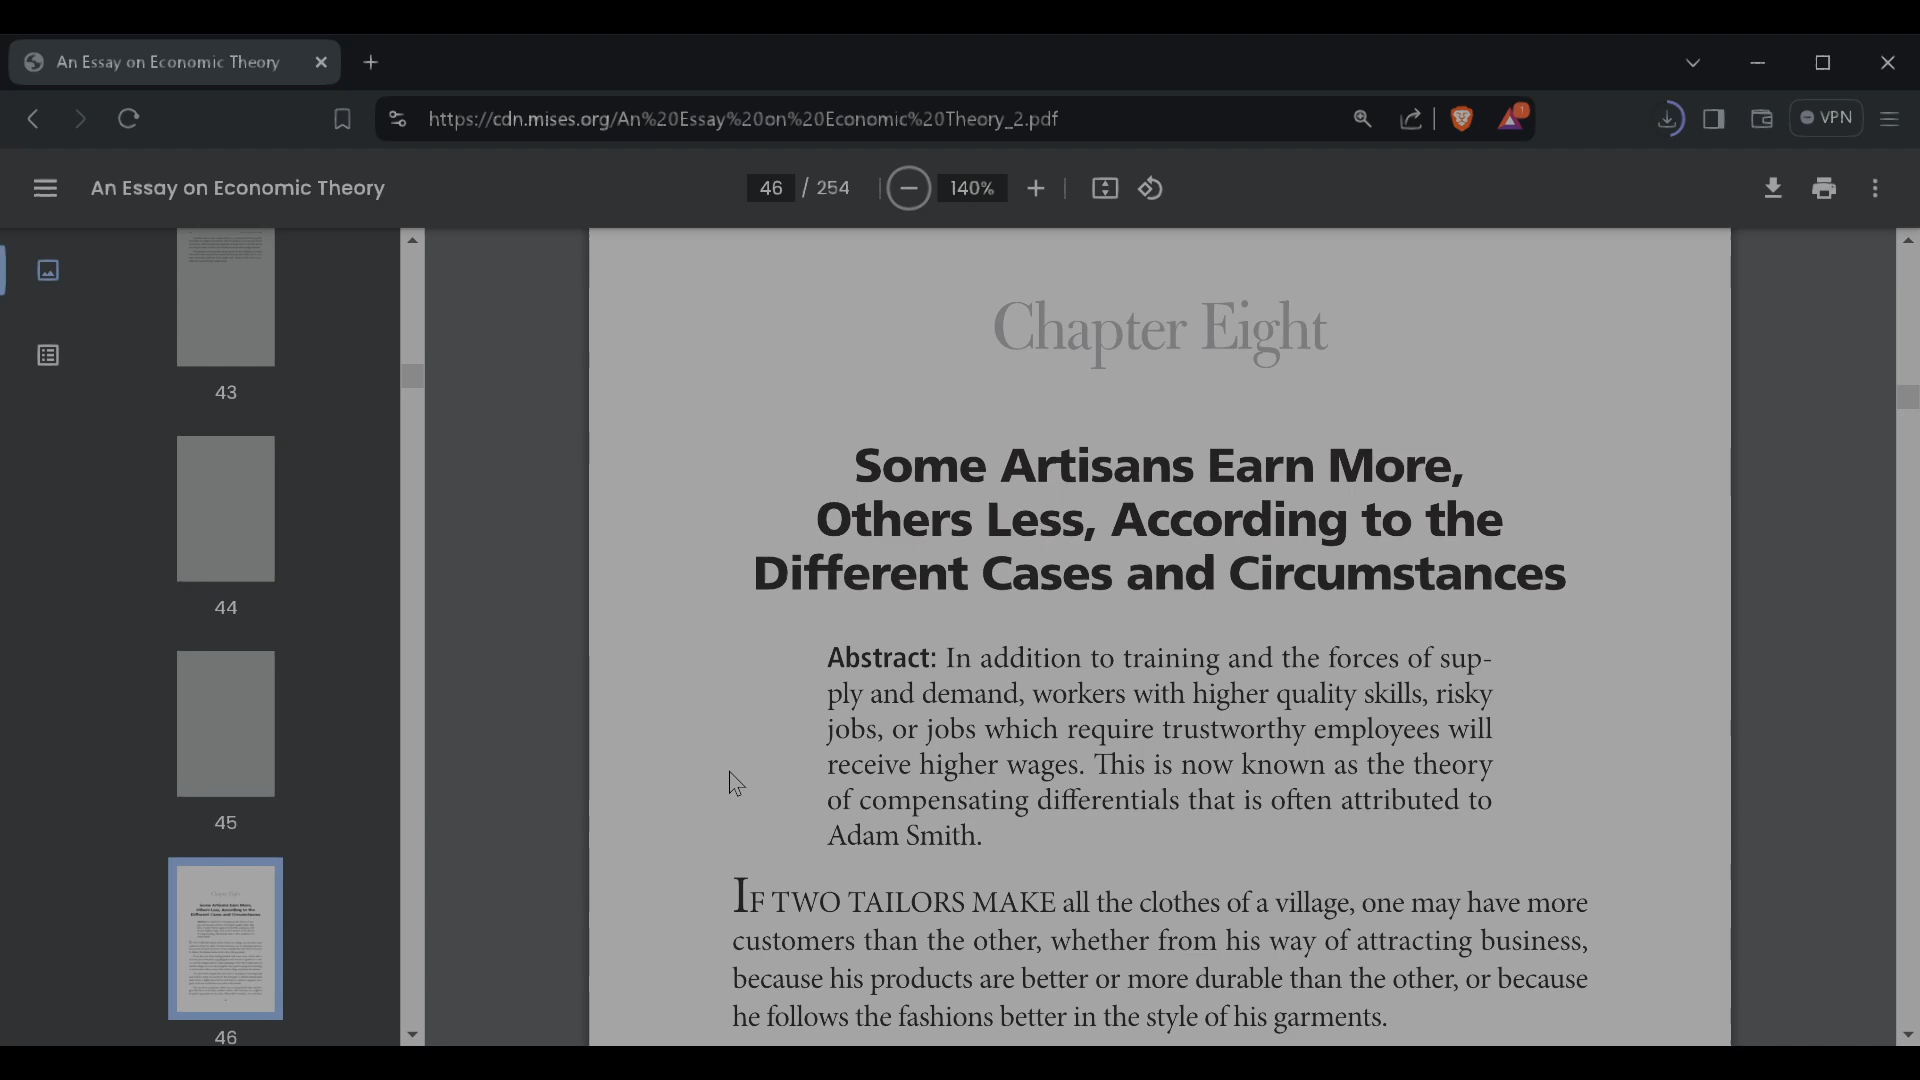 An Essay on Economic Theory
https://cdn.mises.org/An%20Essay%20on%20Economic%20Theory_2.pdf
1
VPN
An Essay on Economic Theory
46 / 254
140%
43
44
45
46
Chapter Eight
Some Artisans Earn More,
Others Less, According to the
Different Cases and Circumstances
Abstract: In addition to training and the forces of sup-
ply and demand, workers with higher quality skills, risky
jobs, or jobs which require trustworthy employees will
receive higher wages. This is now known as the theory
of compensating differentials that is often attributed to
Adam Smith.
IF TWO TAILORS MAKE all the clothes of a village, one may have more
customers than the other, whether from his way of attracting business,
because his products are better or more durable than the other, or because
he follows the fashions better in the style of his garments.